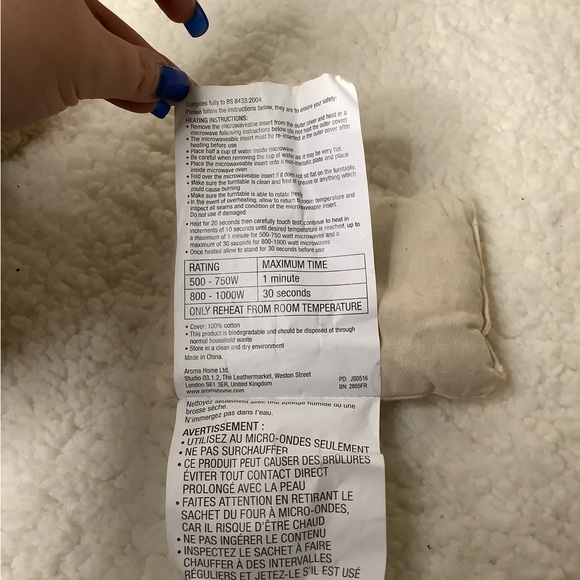 Complies fully to BS 8433:2004
Please follow the instructions below, they are to ensure your safety:
HEATING INSTRUCTIONS:
• Remove the microwaveable insert from the outer cover and heat in a
microwave following instructions below (do not heat the outer cover)
• The microwaveable insert must be re-inserted in the outer cover after
heating before use
• Place half a cup of water inside microwave
• Be careful when removing the cup of water as it may be very hot.
• Place the microwaveable insert onto a non-metallic plate and place
inside microwave oven
• Fold over the microwaveable insert if it does not sit flat on the turntable.
• Make sure the turntable is clean and free of grease or anything which
could cause burning
• Make sure the turntable is able to rotate freely
• In the event of overheating, allow to return to room temperature and
inspect all seams and condition of the microwaveable insert.
Do not use if damaged
• Heat for 20 seconds then carefully touch test, continue to heat in
increments of 10 seconds until desired temperature is reached, up to
a maximum of 1 minute for 500-750 watt microwaves and a
maximum of 30 seconds for 800-1000 watt microwaves
• Once heated allow to stand for 30 seconds before use
RATING MAXIMUM TIME
500 - 750W 1 minute
800 - 1000W 30 seconds
ONLY REHEAT FROM ROOM TEMPERATURE
• Cover: 100% cotton
• This product is biodegradable and should be disposed of through
normal household waste
• Store in a clean and dry environment
Made in China.
Aroma Home Ltd,
Studio 03.1.2, The Leathermarket, Weston Street
London SE1 3ER, United Kingdom
www.aromahome.com
PD: JS0516
BN: 2865FR
Nettoyez seulement avec une éponge humide ou une
brosse sèche.
N'immergez pas dans l'eau.
AVERTISSEMENT :
• UTILISEZ AU MICRO-ONDES SEULEMENT
• NE PAS SURCHAUFFER
• CE PRODUIT PEUT CAUSER DES BRÛLURES
ÉVITER TOUT CONTACT DIRECT
PROLONGÉ AVEC LA PEAU
• FAITES ATTENTION EN RETIRANT LE
SACHET DU FOUR À MICRO-ONDES,
CAR IL RISQUE D'ÊTRE CHAUD
• NE PAS INGÉRER LE CONTENU
• INSPECTEZ LE SACHET À FAIRE
CHAUFFER À DES INTERVALLES
RÉGULIERS ET JETEZ-LE S'IL EST USÉ